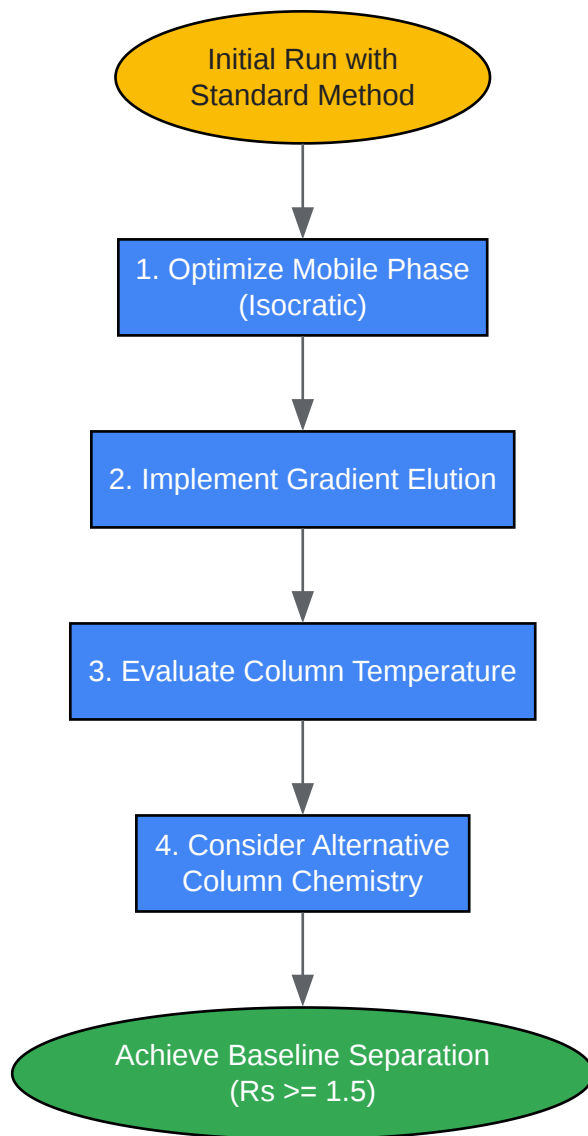 Initial Run with
Standard Method
1. Optimize Mobile Phase
(Isocratic)
2. Implement Gradient Elution
3. Evaluate Column Temperature
4. Consider Alternative
Column Chemistry
Achieve Baseline Separation
(Rs >= 1.5)